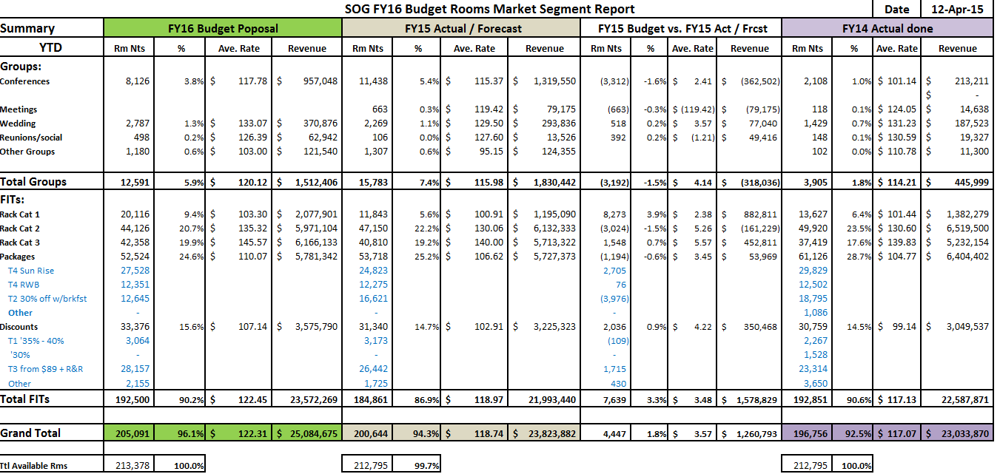 SOG FY16 Budget Rooms Market Segment Report Date 12-Apr-15
Summary FY16 Budget Poposal FY15 Actual / Forecast FY15 Budget vs. FY15 Act / Frcst FY14 Actual done
YTD Rm Nts % Ave. Rate Revenue Rm Nts % Ave. Rate Revenue Rm Nts % Ave. Rate Revenue Rm Nts % Ave. Rate Revenue
Groups:
Conferences 8,126 3.8% $ 117.78 $ 957,048 11,438 5.4% $ 115.37 $ 1,319,550 (3,312) -1.6% $ 2.41 $ (362,502) 2,108 1.0% $ 101.14 $ 213,211
$ -
Meetings 663 0.3% $ 119.42 $ 79,175 (663) -0.3% $ (119.42) $ (79,175) 118 0.1% $ 124.05 $ 14,638
Wedding 2,787 1.3% $ 133.07 $ 370,876 2,269 1.1% $ 129.50 $ 293,836 518 0.2% $ 3.57 $ 77,040 1,429 0.7% $ 131.23 $ 187,523
Reunions/social 498 0.2% $ 126.39 $ 62,942 106 0.0% $ 127.60 $ 13,526 392 0.2% $ (1.21) $ 49,416 148 0.1% $ 130.59 $ 19,327
Other Groups 1,180 0.6% $ 103.00 $ 121,540 1,307 0.6% $ 95.15 $ 124,355 102 0.0% $ 110.78 $ 11,300
Total Groups 12,591 5.9% $ 120.12 $ 1,512,406 15,783 7.4% $ 115.98 $ 1,830,442 (3,192) -1.5% $ 4.14 $ (318,036) 3,905 1.8% $ 114.21 $ 445,999
FITs:
Rack Cat 1 20,116 9.4% $ 103.30 $ 2,077,901 11,843 5.6% $ 100.91 $ 1,195,090 8,273 3.9% $ 2.38 $ 882,811 13,627 6.4% $ 101.44 $ 1,382,279
Rack Cat 2 44,126 20.7% $ 135.32 $ 5,971,104 47,150 22.2% $ 130.06 $ 6,132,333 (3,024) -1.5% $ 5.26 $ (161,229) 49,920 23.5% $ 130.60 $ 6,519,500
Rack Cat 3 42,358 19.9% $ 145.57 $ 6,166,133 40,810 19.2% $ 140.00 $ 5,713,322 1,548 0.7% $ 5.57 $ 452,811 37,419 17.6% $ 139.83 $ 5,232,154
Packages 52,524 24.6% $ 110.07 $ 5,781,342 53,718 25.2% $ 106.62 $ 5,727,373 (1,194) -0.6% $ 3.45 $ 53,969 61,126 28.7% $ 104.77 $ 6,404,402
T4 Sun Rise 27,528 24,823 2,705 29,829
T4 RWB 12,351 12,275 76 12,502
T2 30% off w/brkfst 12,645 16,621 (3,976) 18,795
Other - - - 1,086
Discounts 33,376 15.6% $ 107.14 $ 3,575,790 31,340 14.7% $ 102.91 $ 3,225,323 2,036 0.9% $ 4.22 $ 350,468 30,759 14.5% $ 99.14 $ 3,049,537
T1 '35% - 40% 3,064 3,173 (109) 2,267
'30% - - - 1,528
T3 from $89 + R&R 28,157 26,442 1,715 23,314
Other 2,155 1,725 430 3,650
Total FITs 192,500 90.2% $ 122.45 23,572,269 184,861 86.9% $ 118.97 21,993,440 7,639 3.3% $ 3.48 $ 1,578,829 192,851 90.6% $ 117.13 22,587,871
Grand Total 205,091 96.1% $ 122.31 $ 25,084,675 200,644 94.3% $ 118.74 $ 23,823,882 4,447 1.8% $ 3.57 $ 1,260,793 196,756 92.5% $ 117.07 $ 23,033,870
Ttl Available Rms 213,378 100.0% 212,795 99.7% 212,795 100.0%